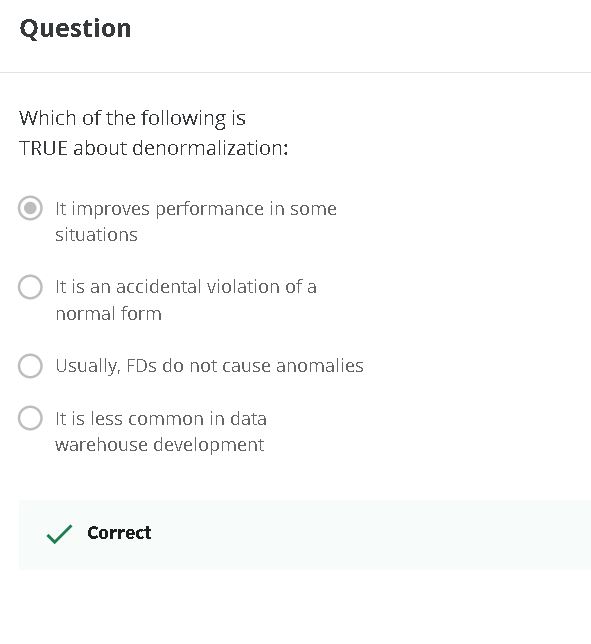 Question
Which of the following is
TRUE about denormalization:
It improves performance in some
situations
It is an accidental violation of a
normal form
Usually, FDs do not cause anomalies
It is less common in data
warehouse development
Correct